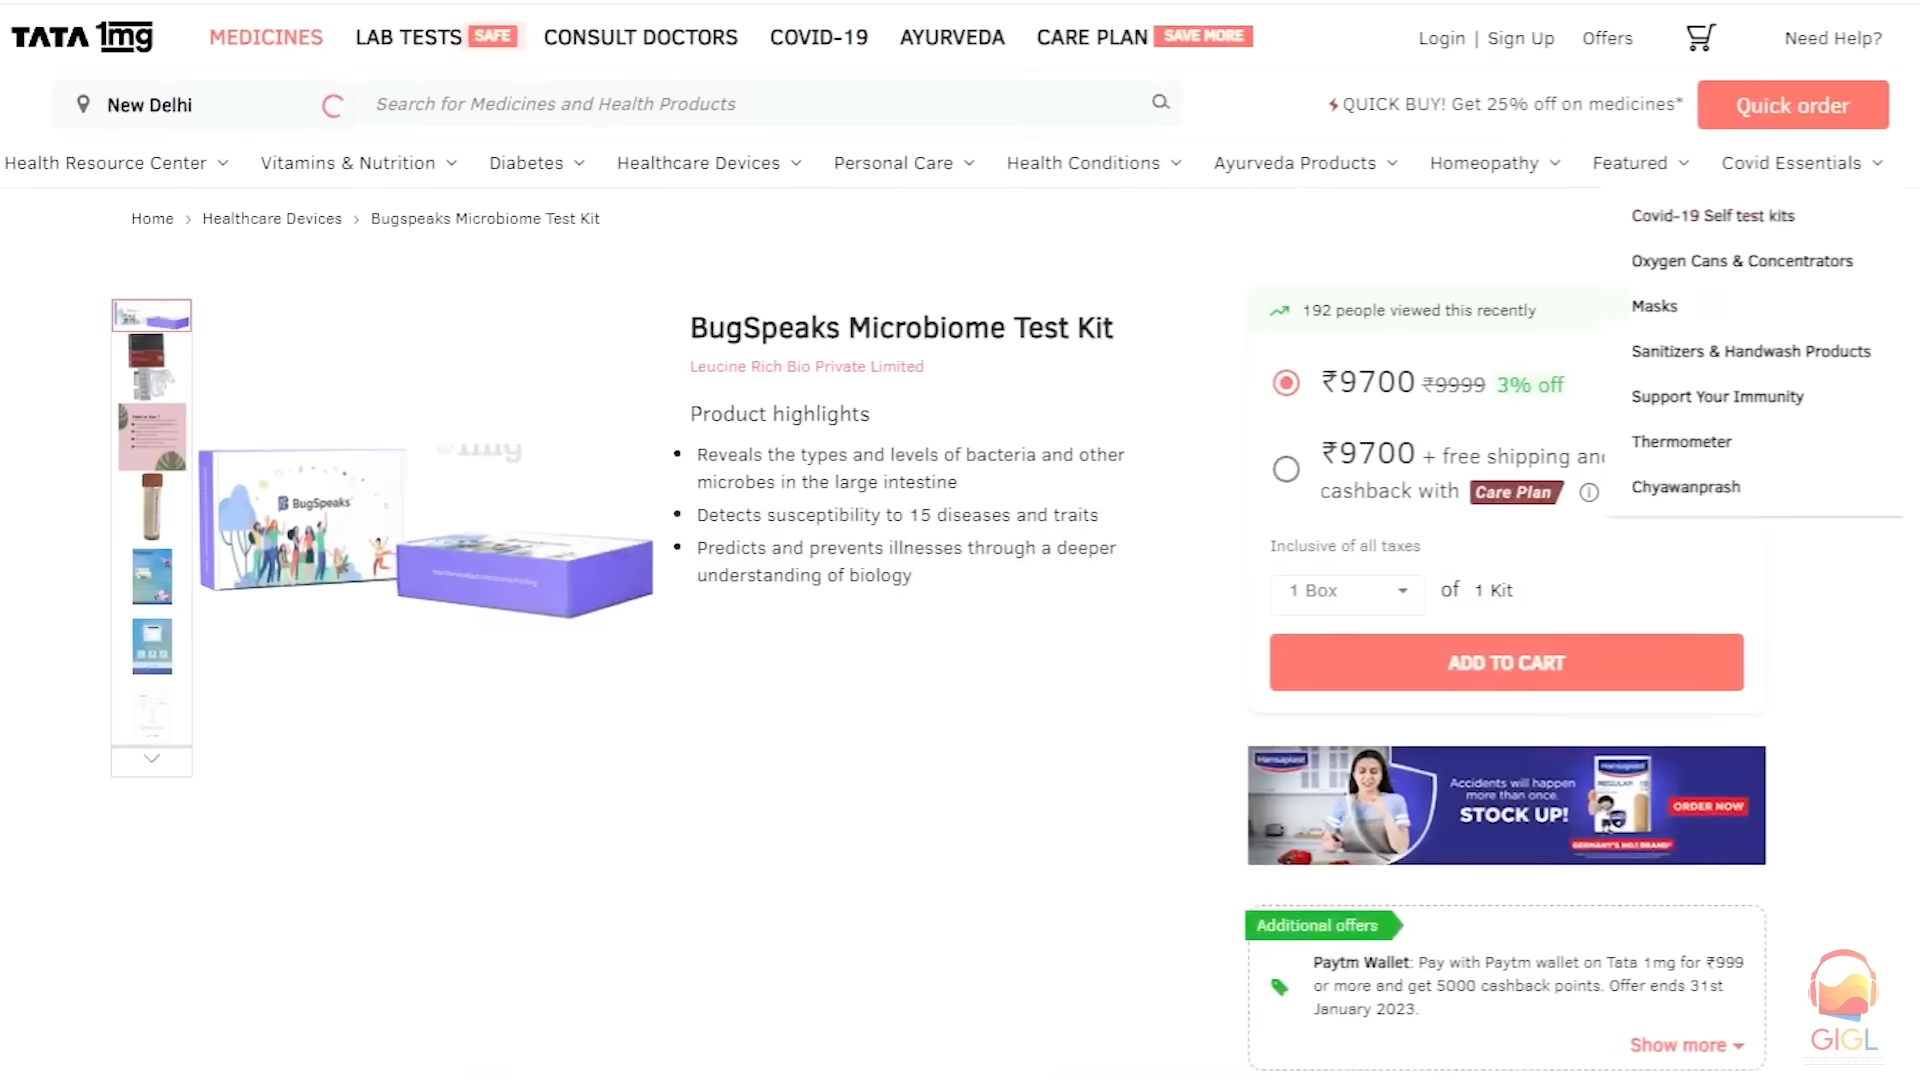 TATA 1mg
MEDICINES LAB TESTS SAFE CONSULT DOCTORS COVID-19 AYURVEDA CARE PLAN SAVE MORE
Login | Sign Up Offers Need Help?
New Delhi
Search for Medicines and Health Products
QUICK BUY! Get 25% off on medicines* Quick order
Health Resource Center Vitamins & Nutrition Diabetes Healthcare Devices Personal Care Health Conditions Ayurveda Products Homeopathy Featured Covid Essentials
Home > Healthcare Devices > Bugspeaks Microbiome Test Kit
Covid-19 Self test kits
Oxygen Cans & Concentrators
Masks
Sanitizers & Handwash Products
Support Your Immunity
Thermometer
Chyawanprash
BugSpeaks
BugSpeaks Microbiome Test Kit
Leucine Rich Bio Private Limited
Product highlights
• Reveals the types and levels of bacteria and other
microbes in the large intestine
• Detects susceptibility to 15 diseases and traits
• Predicts and prevents illnesses through a deeper
understanding of biology
192 people viewed this recently
₹9700 ₹9999 3% off
₹9700 + free shipping and
cashback with Care Plan
Inclusive of all taxes
1 Box of 1 Kit
ADD TO CART
Hansaplast
Accidents will happen
more than once.
STOCK UP!
Hansaplast
REGULAR
ORDER NOW
GERMANY'S NO.1 BRAND*
Additional offers
Paytm Wallet: Pay with Paytm wallet on Tata 1mg for ₹999
or more and get 5000 cashback points. Offer ends 31st
January 2023.
Show more
GIGL